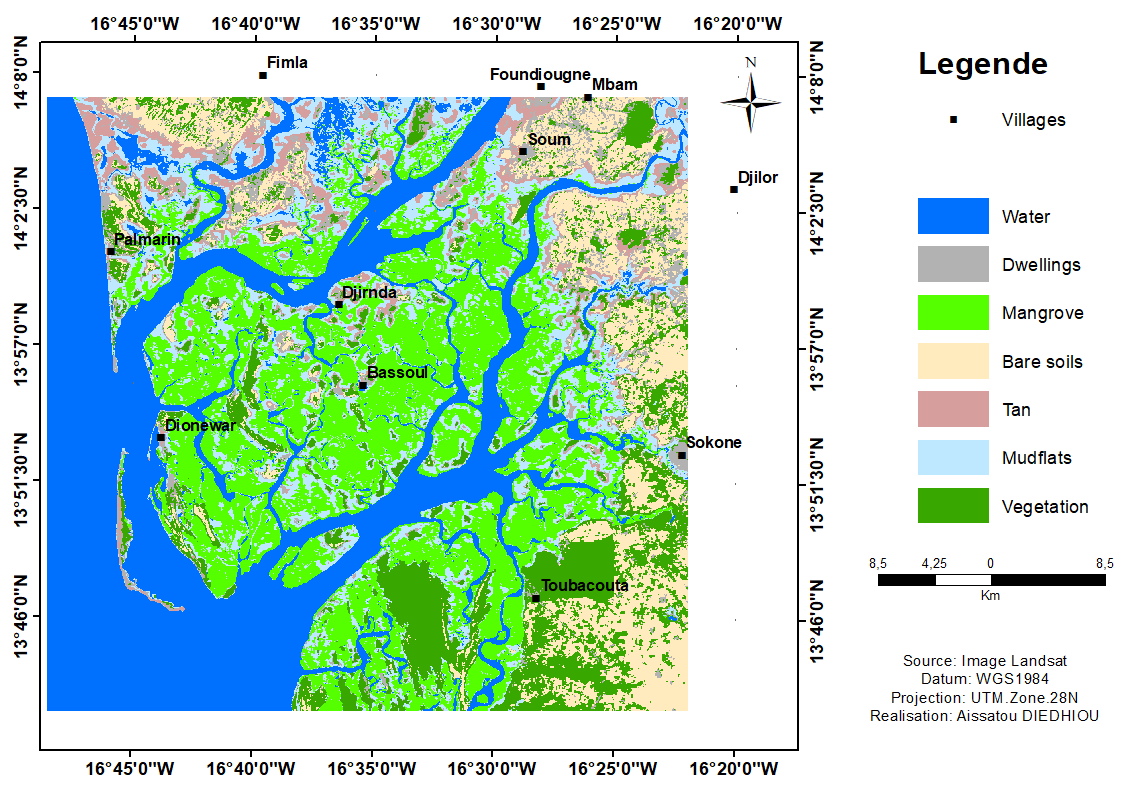 16°45'0"W 16°40'0"W 16°35'0"W 16°30'0"W 16°25'0"W 16°20'0"W
14°8'0"N
14°2'30"N
13°57'0"N
13°51'30"N
13°46'0"N
Fimla
Foundiougne
Mbam
Soum
Djilor
Palmarin
Djirnda
Bassoul
Dionewar
Sokone
Toubacouta
14°8'0"N
14°2'30"N
13°57'0"N
13°51'30"N
13°46'0"N
16°45'0"W 16°40'0"W 16°35'0"W 16°30'0"W 16°25'0"W 16°20'0"W
N
Legende
Villages
Water
Dwellings
Mangrove
Bare soils
Tan
Mudflats
Vegetation
8,5 4,25 0 8,5
Km
Source: Image Landsat
Datum: WGS1984
Projection: UTM.Zone.28N
Realisation: Aissatou DIEDHIOU